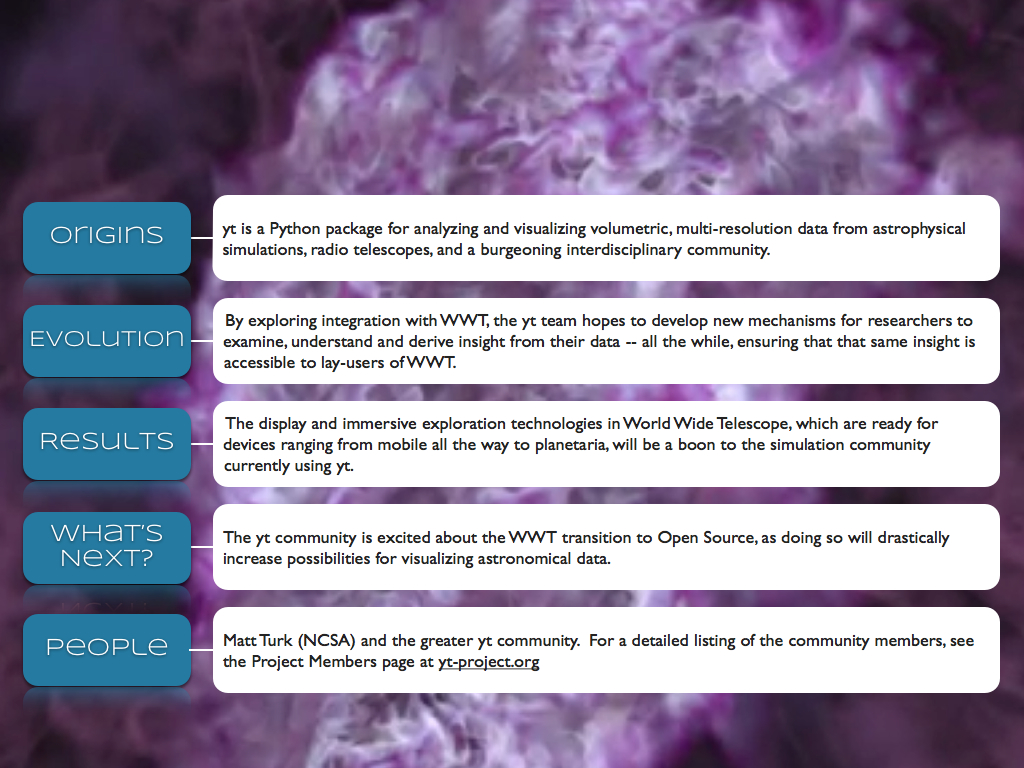 Origins
yt is a Python package for analyzing and visualizing volumetric, multi-resolution data from astrophysical
simulations, radio telescopes, and a burgeoning interdisciplinary community.
Evolution
By exploring integration with WWT, the yt team hopes to develop new mechanisms for researchers to
examine, understand and derive insight from their data -- all the while, ensuring that that same insight is
accessible to lay-users of WWT.
Results
The display and immersive exploration technologies in World Wide Telescope, which are ready for
devices ranging from mobile all the way to planetaria, will be a boon to the simulation community
currently using yt.
What's
Next?
The yt community is excited about the WWT transition to Open Source, as doing so will drastically
increase possibilities for visualizing astronomical data.
People
Matt Turk (NCSA) and the greater yt community.  For a detailed listing of the community members, see
the Project Members page at yt-project.org